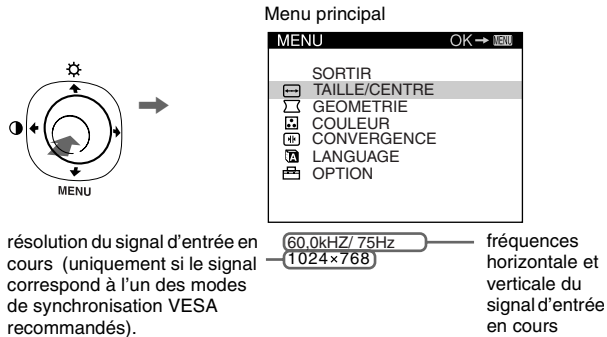 Menu principal
MENU OK→ MENU
SORTIR
TAILLE/CENTRE
GEOMETRIE
COULEUR
CONVERGENCE
LANGUAGE
OPTION
MENU
60,0kHZ/ 75Hz
1024×768
résolution du signal d'entrée en
cours (uniquement si le signal
correspond à l'un des modes
de synchronisation VESA
recommandés).
fréquences
horizontale et
verticale du
signal d'entrée
en cours